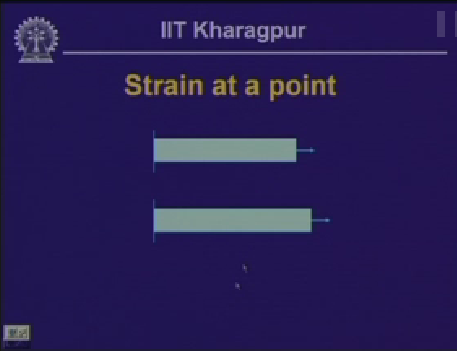 IIT Kharagpur
Strain at a point